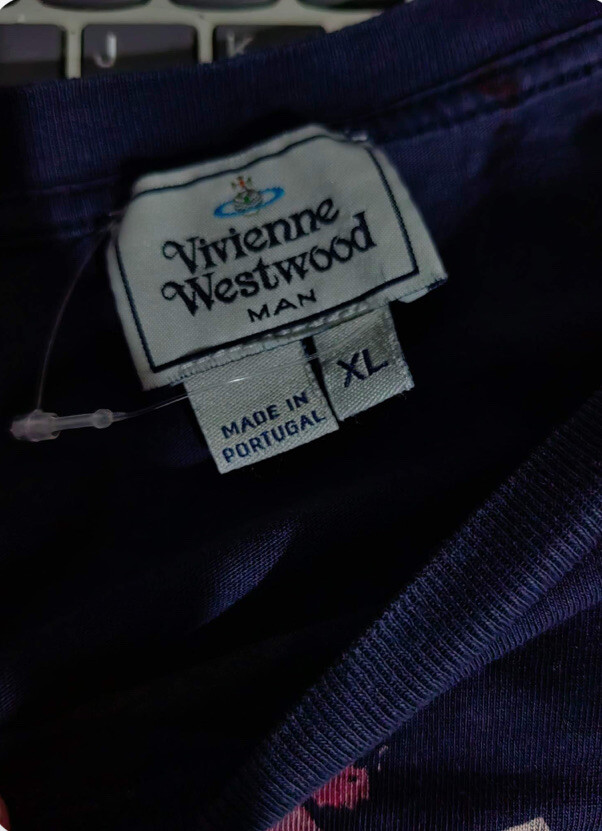 J
K
Vivienne
Westwood
MAN
XL
MADE IN
PORTUGAL